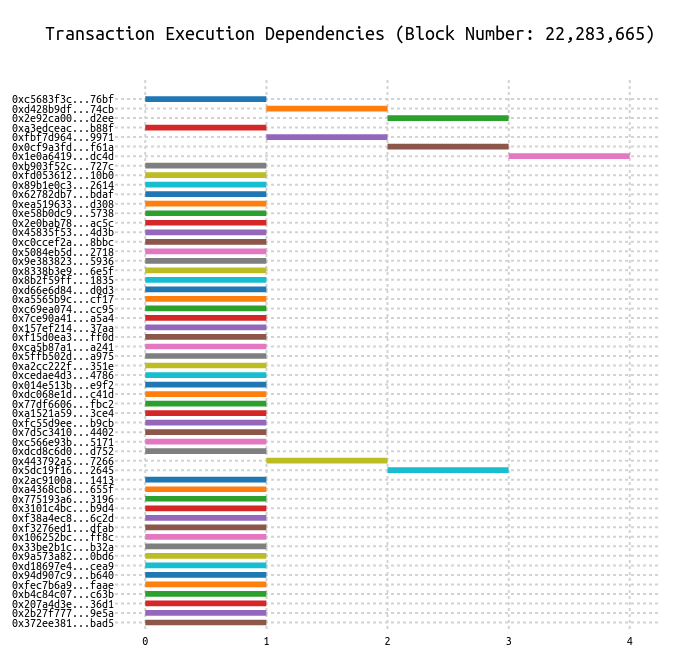 Transaction Execution Dependencies (Block Number: 22,283,665)
0xc5683f3c...76bf
0xd428b9df...74cb
0x2e92ca00...d2ee
0xa3edceac...b88f
0xfbf7d964...9971
0x0cf9a3fd...f61a
0x1e0a6419...dc4d
0xb903f52c...727c
0xfd053612...10b0
0x89b1e0c3...2614
0x62782db7...bdaf
0xea519633...d308
0xe58b0dc9...5738
0x2e0bab78...ac5c
0x45835f53...4d3b
0xc0ccef2a...8bbc
0x5084eb5d...2718
0x9e383823...5936
0x8338b3e9...6e5f
0x8b2f59ff...1835
0xd66e6d84...d0d3
0xa5565b9c...cf17
0xc69ea074...cc95
0x7ce90a41...a5a4
0x157ef214...37aa
0xf15d0ea3...ff0d
0xca5b87a1...a241
0x5ffb502d...a975
0xa2cc222f...351e
0xcedae4d3...4786
0x014e513b...e9f2
0xdc068e1d...c41d
0x77df6606...fbc2
0xa1521a59...3ce4
0xfc55d9ee...b9cb
0x7d5c3410...4402
0xc566e93b...5171
0xdcd8c6d0...d752
0x443792a5...7266
0x5dc19f16...2645
0x2ac9100a...1413
0xa4368cb8...655f
0x775193a6...3196
0x3101c4bc...b9d4
0xf38a4ec8...6c2d
0xf3276ed1...dfab
0x106252bc...ff8c
0x33be2b1c...b32a
0x9a573a82...0bd6
0xd18697e4...cea9
0x94d907c9...b640
0xfec7b6a9...faae
0xb4c84c07...c63b
0x207a4d3e...36d1
0x2b27f777...9e5a
0x372ee381...bad5
0 1 2 3 4